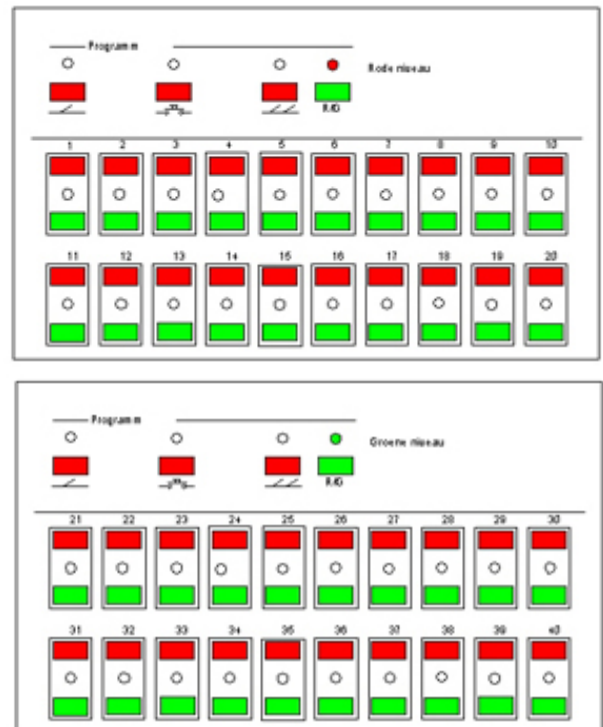 Programm
Rode niveau
R/G
1 2 3 4 5 6 7 8 9 10
11 12 13 14 15 16 17 18 19 20
Programm
Groene niveau
R/G
21 22 23 24 25 26 27 28 29 30
31 32 33 34 35 36 37 38 39 40